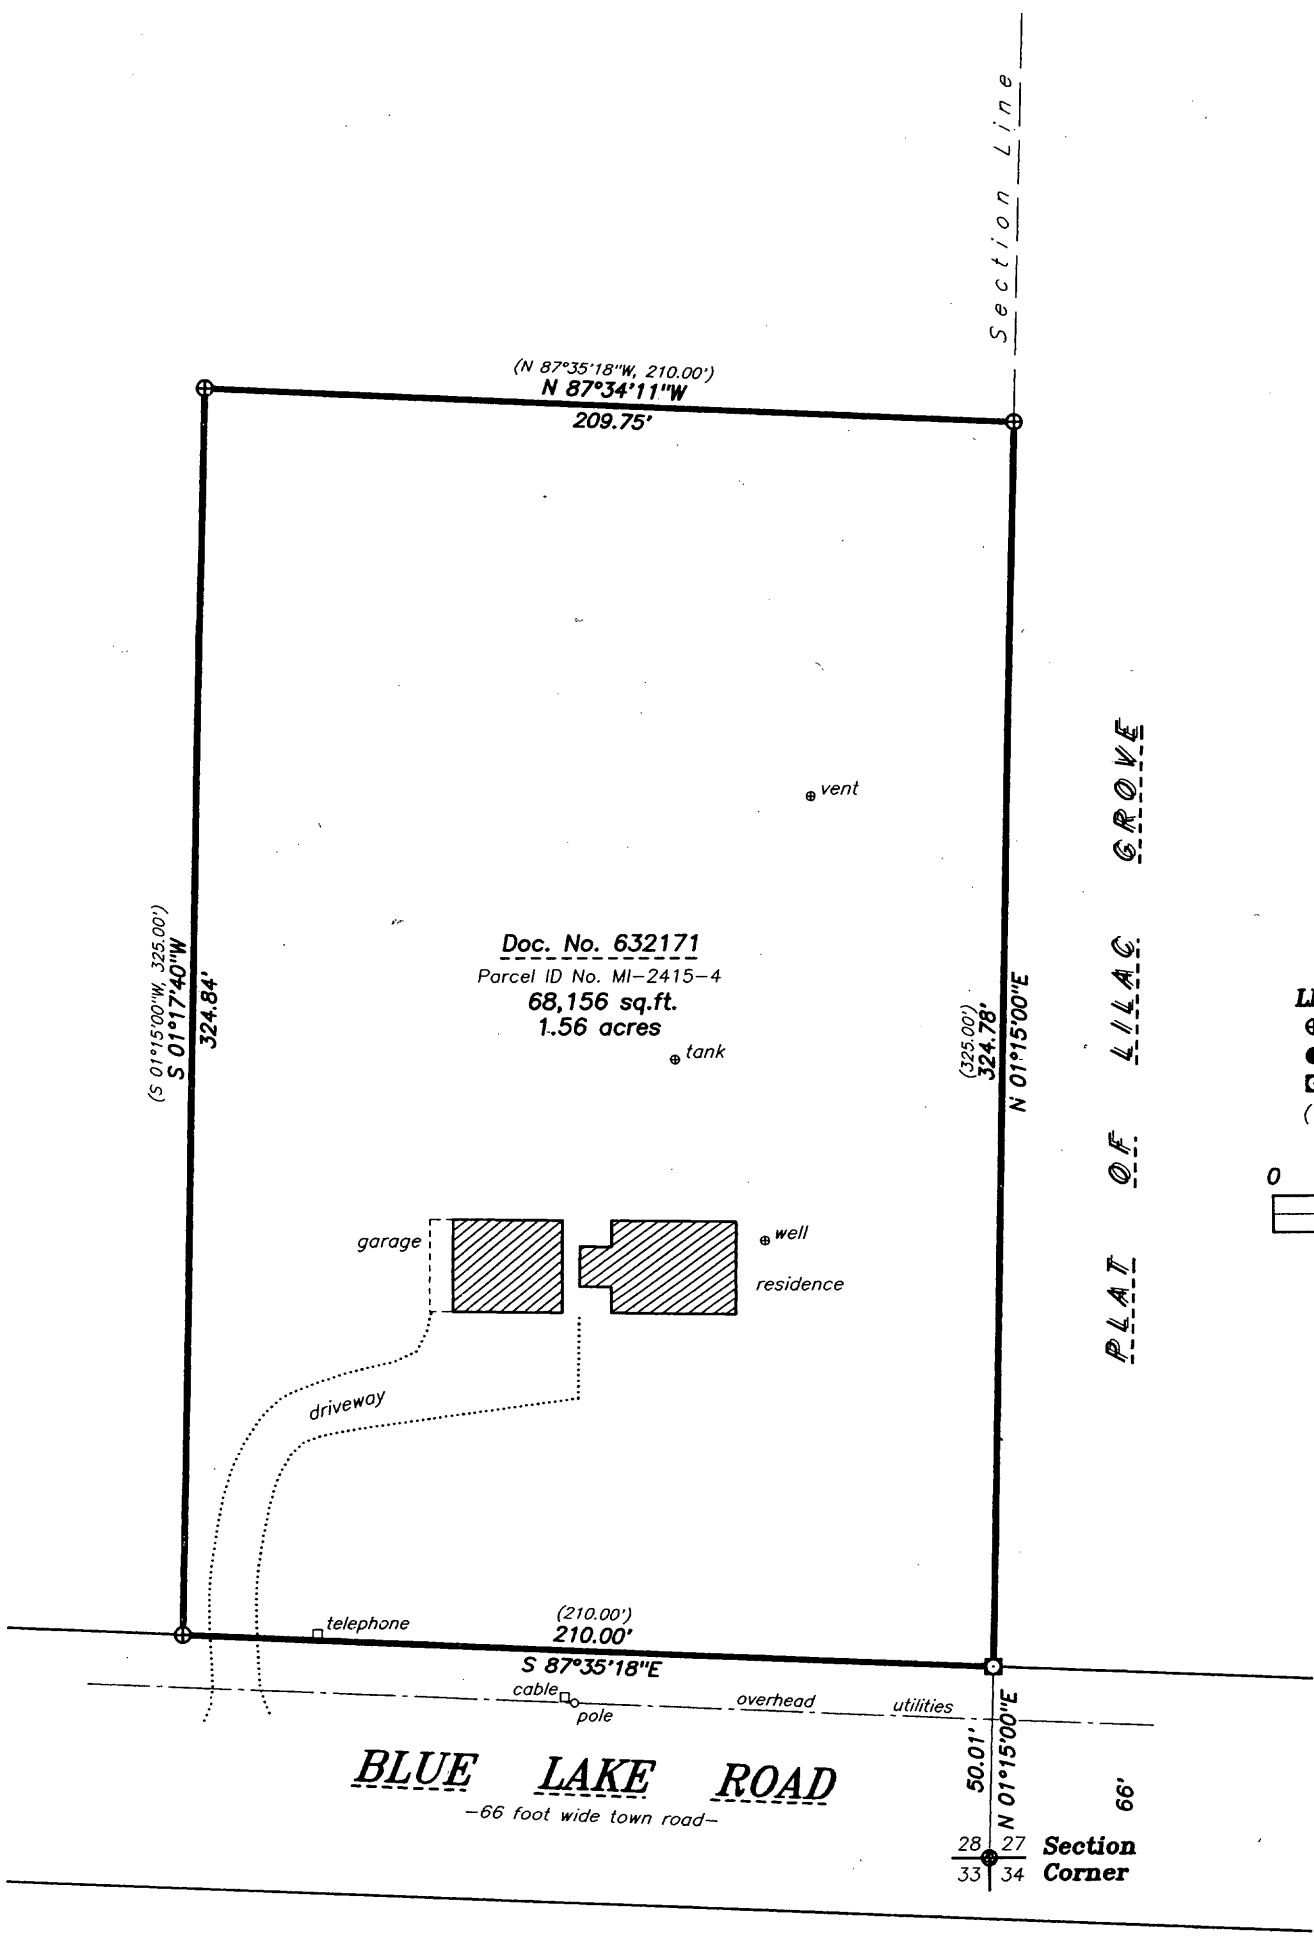 Section Line
(N 87°35'18"W, 210.00')
N 87°34'11"W
209.75'
vent
PLAT OF LILAC GROVE
(S 01°15'00"W, 325.00')
S 01°17'40"W
324.84'
Doc. No. 632171
Parcel ID No. MI-2415-4
68,156 sq.ft.
1.56 acres
tank
(325.00')
324.78'
N 01°15'00"E
(
0
garage
well
residence
driveway
telephone
(210.00')
210.00'
S 87°35'18"E
cable
pole
overhead utilities
50.01'
N 01°15'00"E
66'
BLUE LAKE ROAD
-66 foot wide town road-
28 27
33 34
Section
Corner